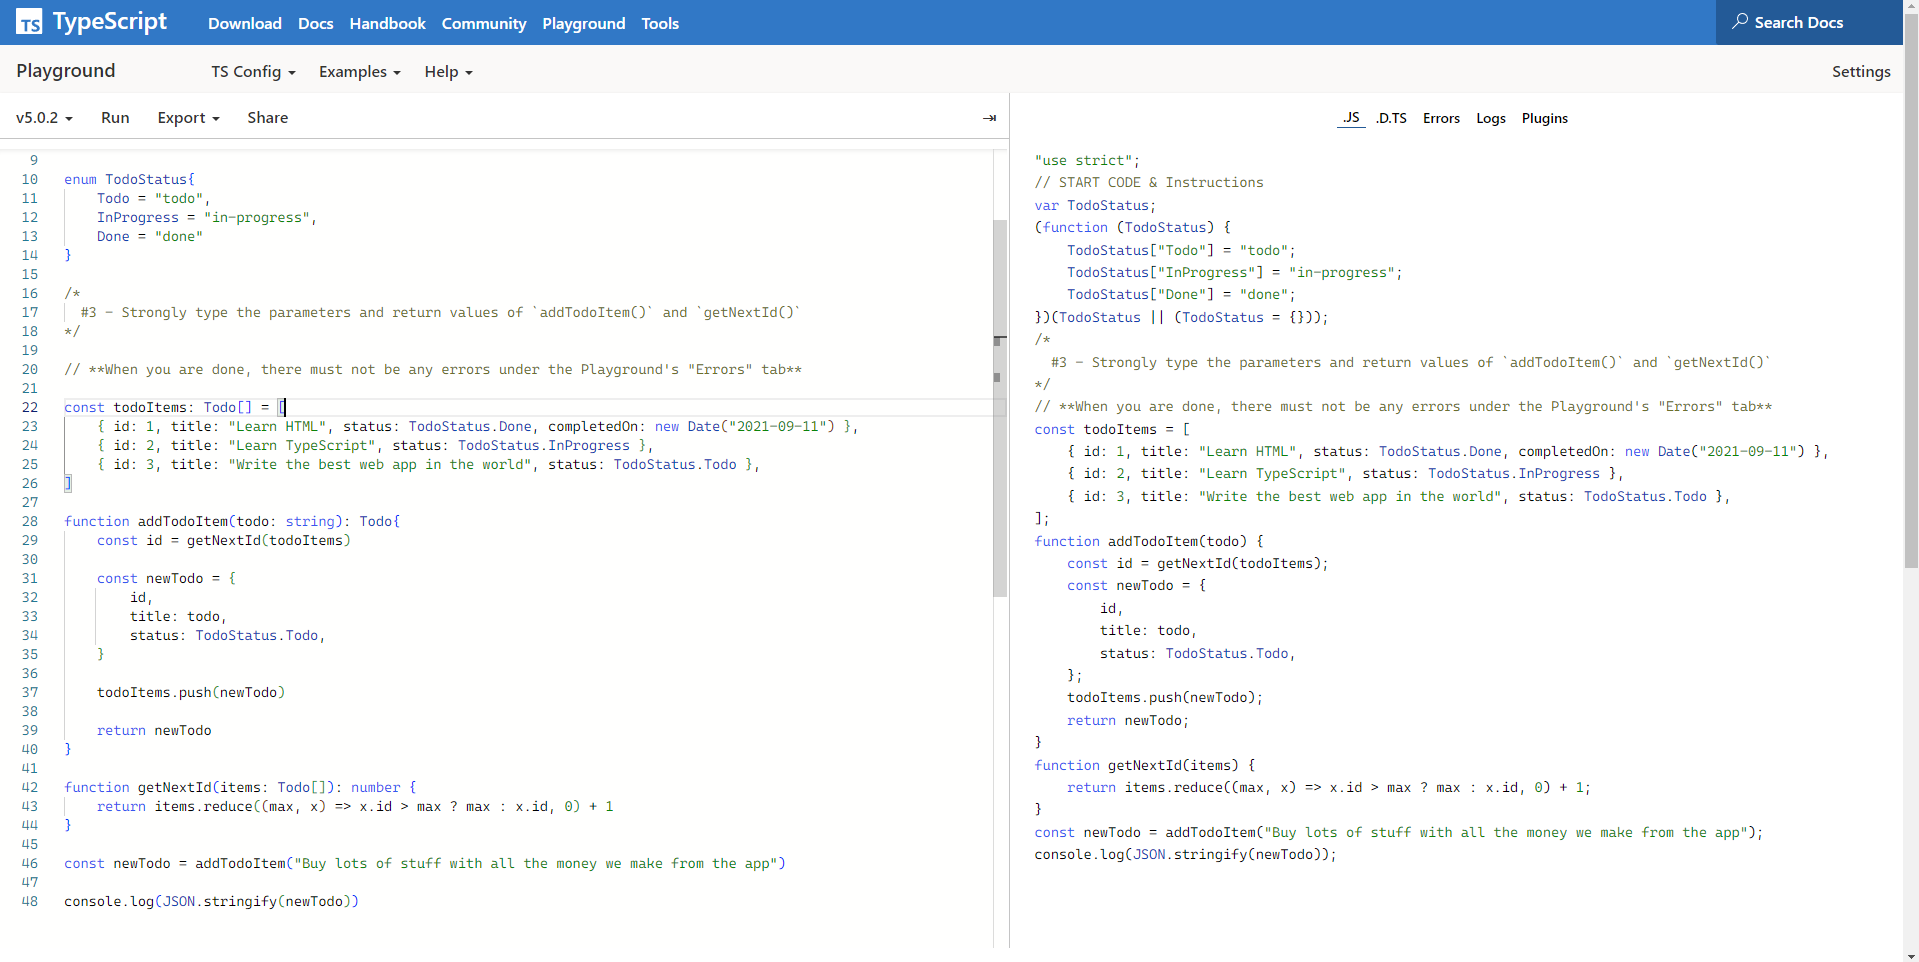 TS TypeScript Download Docs Handbook Community Playground Tools Search Docs
Playground TS Config Examples Help Settings
v5.0.2 Run Export Share
.JS .D.TS Errors Logs Plugins
9
10 enum TodoStatus{
11     Todo = "todo",
12     InProgress = "in-progress",
13     Done = "done"
14 }
15
16 /*
17   #3 - Strongly type the parameters and return values of `addTodoItem()` and `getNextId()`
18 */
19
20 // **When you are done, there must not be any errors under the Playground's "Errors" tab**
21
22 const todoItems: Todo[] = [
23     { id: 1, title: "Learn HTML", status: TodoStatus.Done, completedOn: new Date("2021-09-11") },
24     { id: 2, title: "Learn TypeScript", status: TodoStatus.InProgress },
25     { id: 3, title: "Write the best web app in the world", status: TodoStatus.Todo },
26 ]
27
28 function addTodoItem(todo: string): Todo{
29     const id = getNextId(todoItems)
30
31     const newTodo = {
32         id,
33         title: todo,
34         status: TodoStatus.Todo,
35     }
36
37     todoItems.push(newTodo)
38
39     return newTodo
40 }
41
42 function getNextId(items: Todo[]): number {
43     return items.reduce((max, x) => x.id > max ? max : x.id, 0) + 1
44 }
45
46 const newTodo = addTodoItem("Buy lots of stuff with all the money we make from the app")
47
48 console.log(JSON.stringify(newTodo))
"use strict";
// START CODE & Instructions
var TodoStatus;
(function (TodoStatus) {
    TodoStatus["Todo"] = "todo";
    TodoStatus["InProgress"] = "in-progress";
    TodoStatus["Done"] = "done";
})(TodoStatus || (TodoStatus = {}));
/*
  #3 - Strongly type the parameters and return values of `addTodoItem()` and `getNextId()`
*/
// **When you are done, there must not be any errors under the Playground's "Errors" tab**
const todoItems = [
    { id: 1, title: "Learn HTML", status: TodoStatus.Done, completedOn: new Date("2021-09-11") },
    { id: 2, title: "Learn TypeScript", status: TodoStatus.InProgress },
    { id: 3, title: "Write the best web app in the world", status: TodoStatus.Todo },
];
function addTodoItem(todo) {
    const id = getNextId(todoItems);
    const newTodo = {
        id,
        title: todo,
        status: TodoStatus.Todo,
    };
    todoItems.push(newTodo);
    return newTodo;
}
function getNextId(items) {
    return items.reduce((max, x) => x.id > max ? max : x.id, 0) + 1;
}
const newTodo = addTodoItem("Buy lots of stuff with all the money we make from the app");
console.log(JSON.stringify(newTodo));